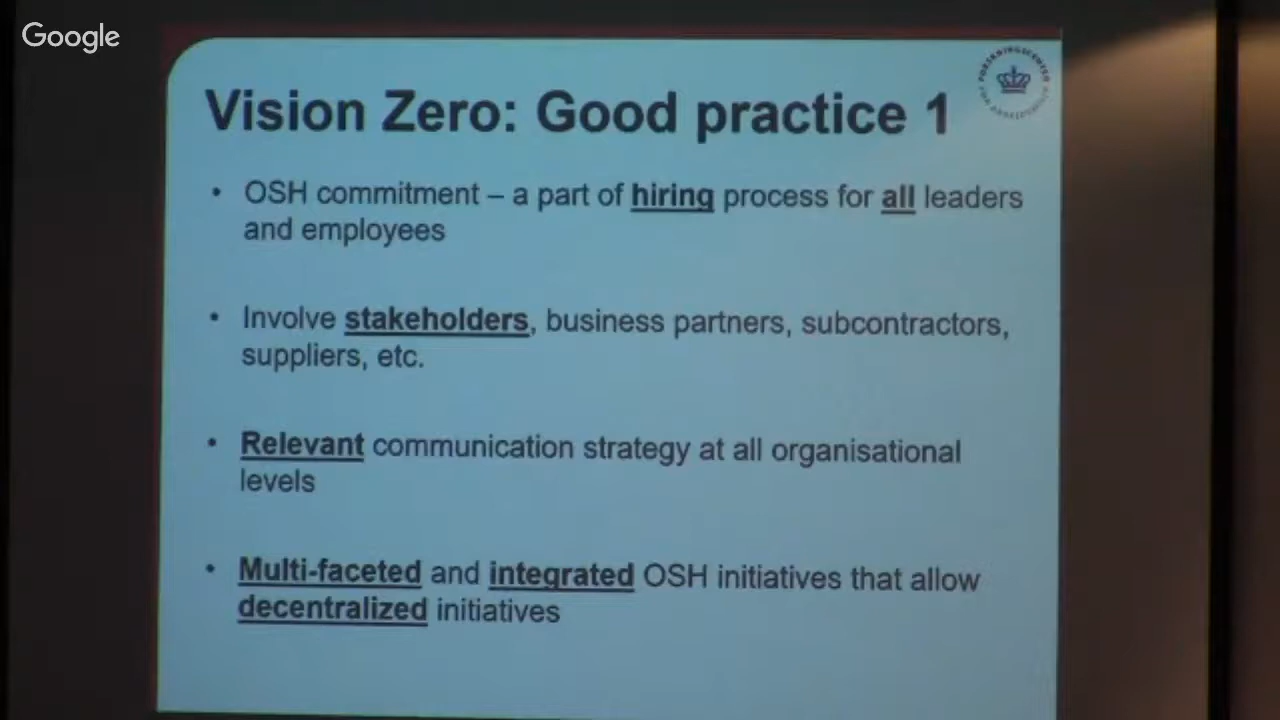 Google
Vision Zero: Good practice 1
• OSH commitment – a part of hiring process for all leaders
and employees
• Involve stakeholders, business partners, subcontractors,
suppliers, etc.
• Relevant communication strategy at all organisational
levels
• Multi-faceted and integrated OSH initiatives that allow
decentralized initiatives